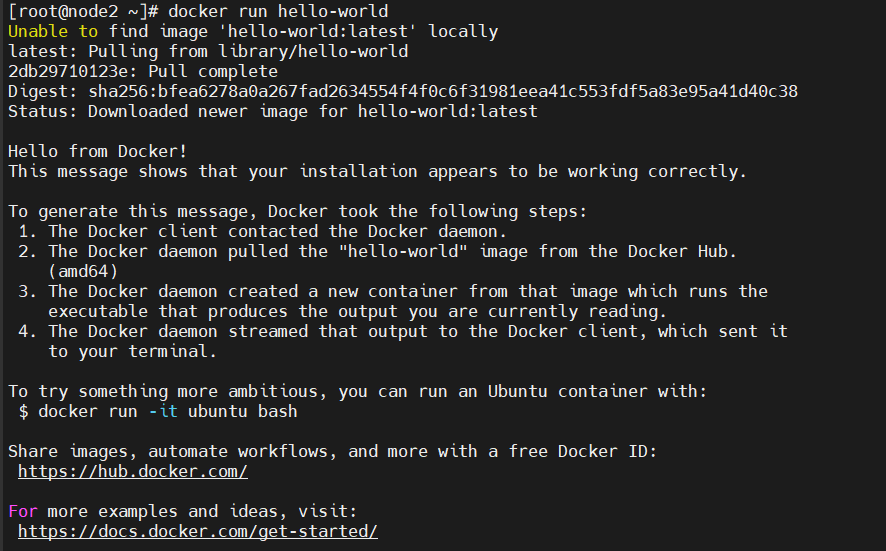 [root@node2 ~]# docker run hello-world
Unable to find image 'hello-world:latest' locally
latest: Pulling from library/hello-world
2db29710123e: Pull complete
Digest: sha256:bfea6278a0a267fad2634554f4f0c6f31981eea41c553fdf5a83e95a41d40c38
Status: Downloaded newer image for hello-world:latest

Hello from Docker!
This message shows that your installation appears to be working correctly.

To generate this message, Docker took the following steps:
 1. The Docker client contacted the Docker daemon.
 2. The Docker daemon pulled the "hello-world" image from the Docker Hub.
    (amd64)
 3. The Docker daemon created a new container from that image which runs the
    executable that produces the output you are currently reading.
 4. The Docker daemon streamed that output to the Docker client, which sent it
    to your terminal.

To try something more ambitious, you can run an Ubuntu container with:
 $ docker run -it ubuntu bash

Share images, automate workflows, and more with a free Docker ID:
 https://hub.docker.com/

For more examples and ideas, visit:
 https://docs.docker.com/get-started/